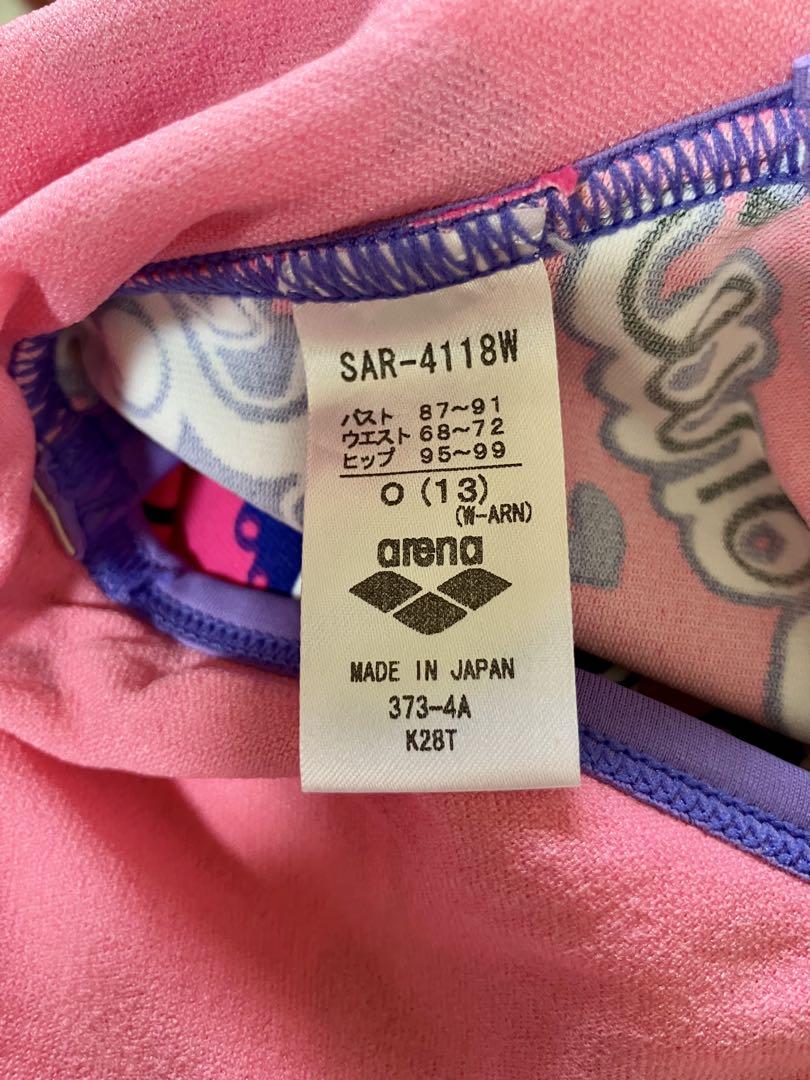 SAR-4118W
バスト 87~91
ウエスト 68~72
ヒップ 95~99
O (13)
(W-ARN)
arena
MADE IN JAPAN
373-4A
K28T